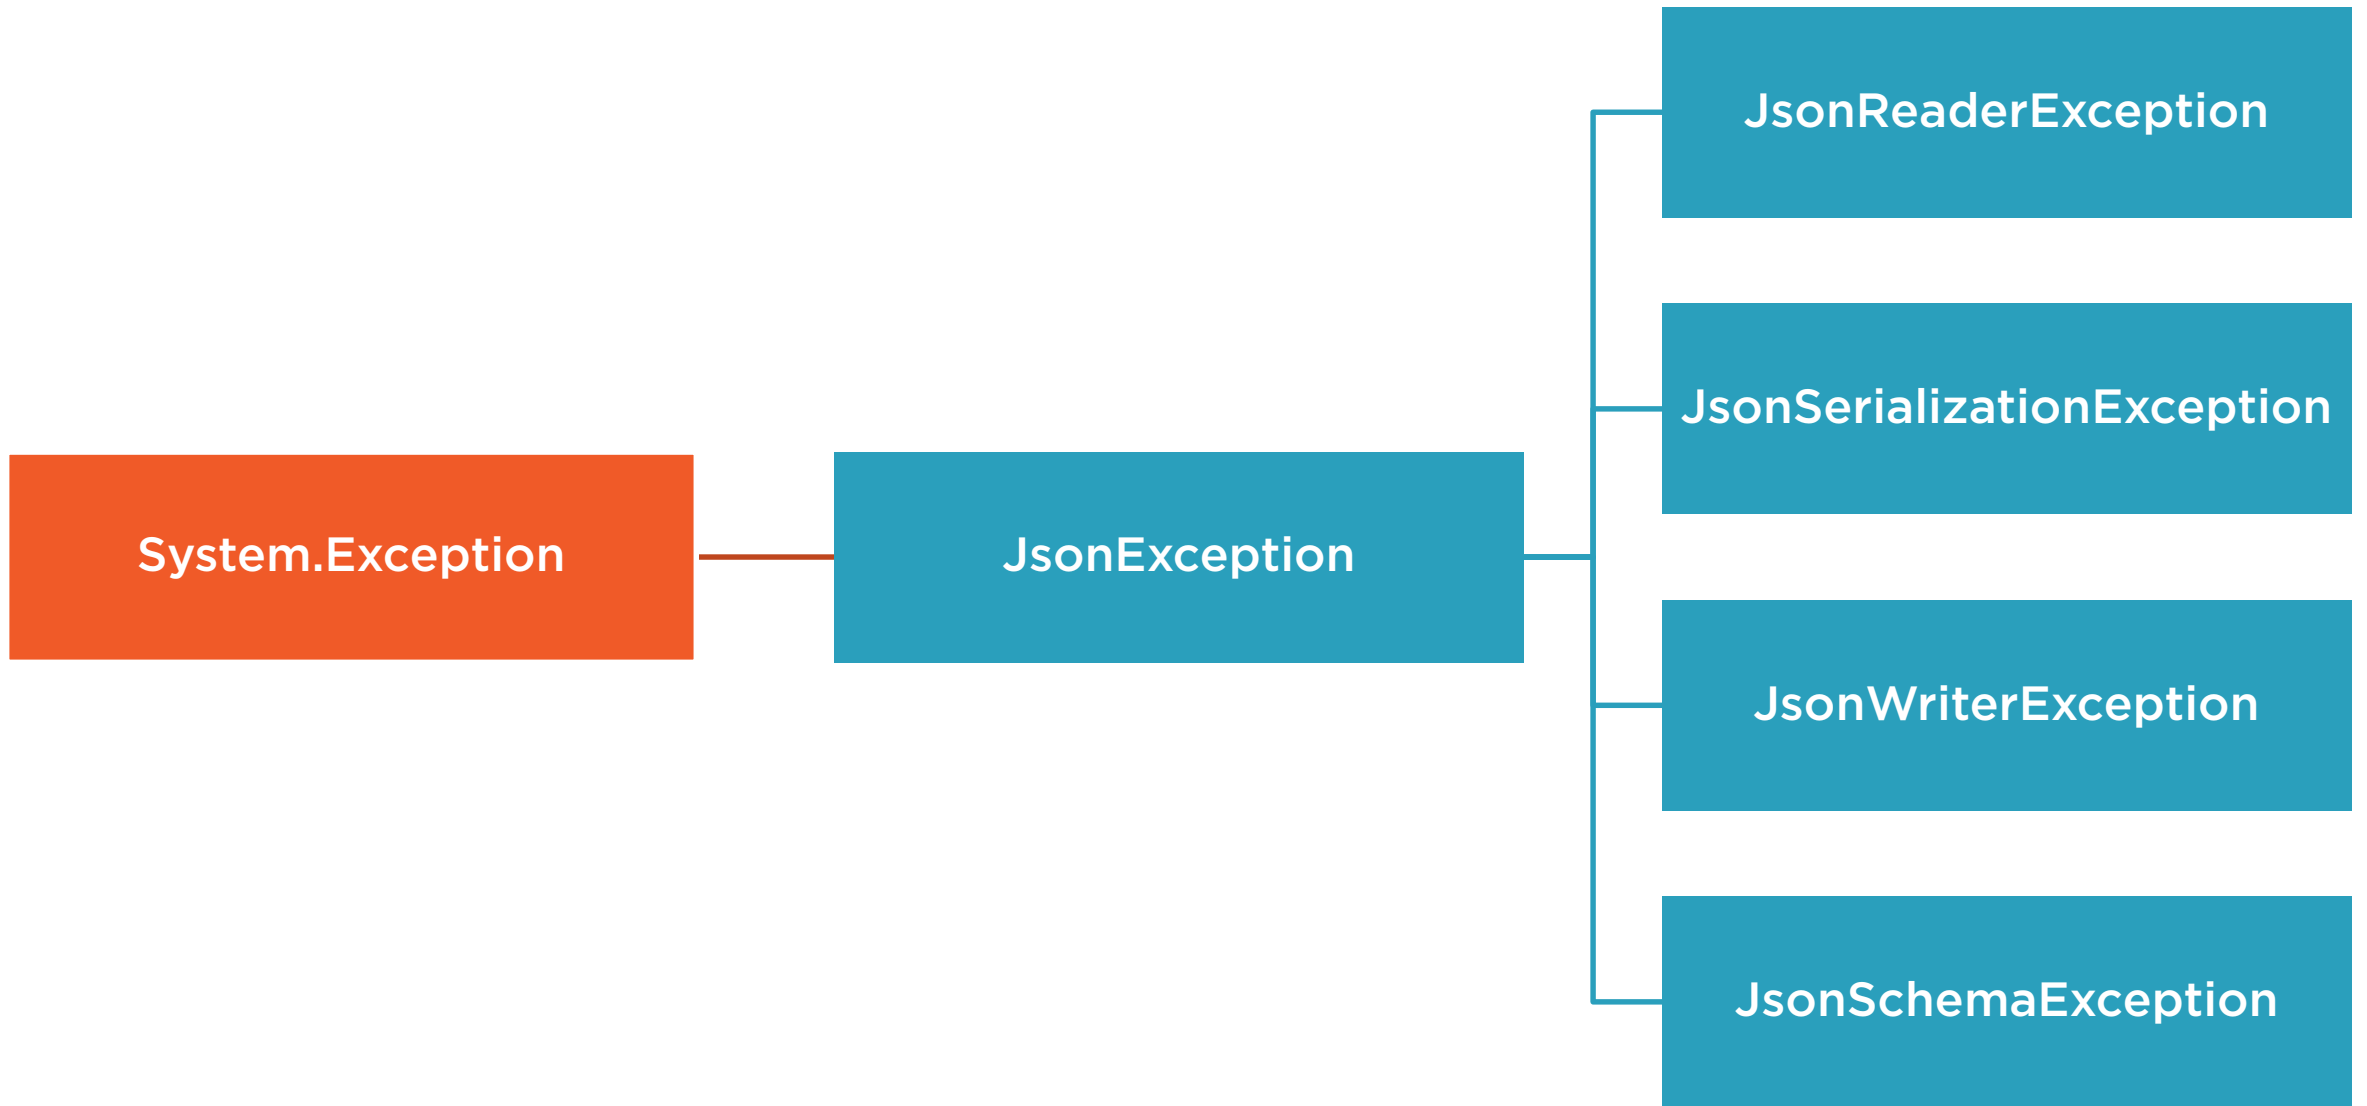 JsonReaderException
JsonSerializationException
System.Exception
JsonException
JsonWriterException
JsonSchemaException